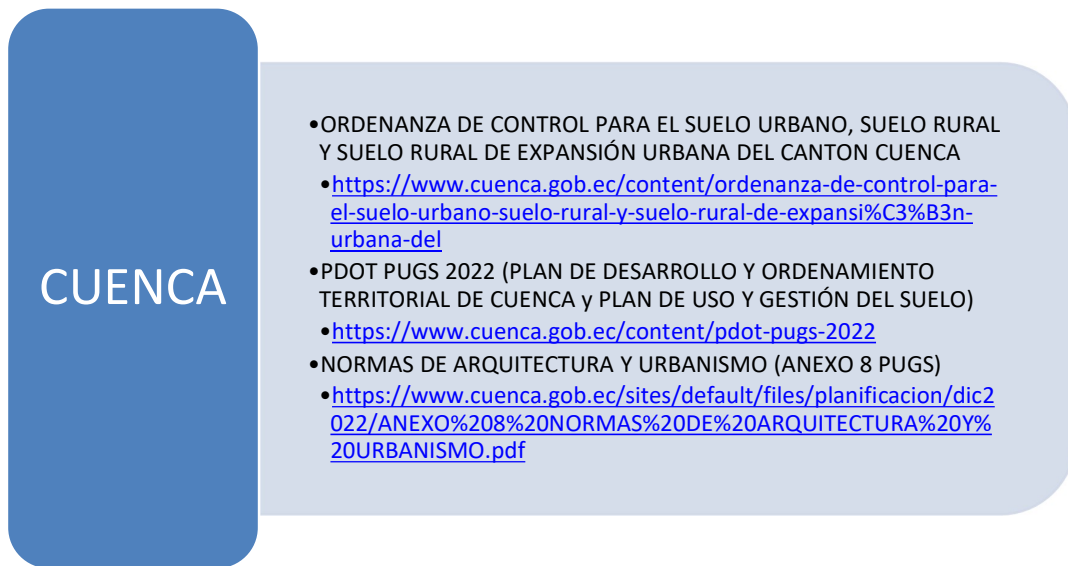 CUENCA
•ORDENANZA DE CONTROL PARA EL SUELO URBANO, SUELO RURAL
Y SUELO RURAL DE EXPANSIÓN URBANA DEL CANTON CUENCA
•https://www.cuenca.gob.ec/content/ordenanza-de-control-para-
el-suelo-urbano-suelo-rural-y-suelo-rural-de-expansi%C3%B3n-
urbana-del
•PDOT PUGS 2022 (PLAN DE DESARROLLO Y ORDENAMIENTO
TERRITORIAL DE CUENCA y PLAN DE USO Y GESTIÓN DEL SUELO)
•https://www.cuenca.gob.ec/content/pdot-pugs-2022
•NORMAS DE ARQUITECTURA Y URBANISMO (ANEXO 8 PUGS)
•https://www.cuenca.gob.ec/sites/default/files/planificacion/dic2
022/ANEXO%208%20NORMAS%20DE%20ARQUITECTURA%20Y%
20URBANISMO.pdf